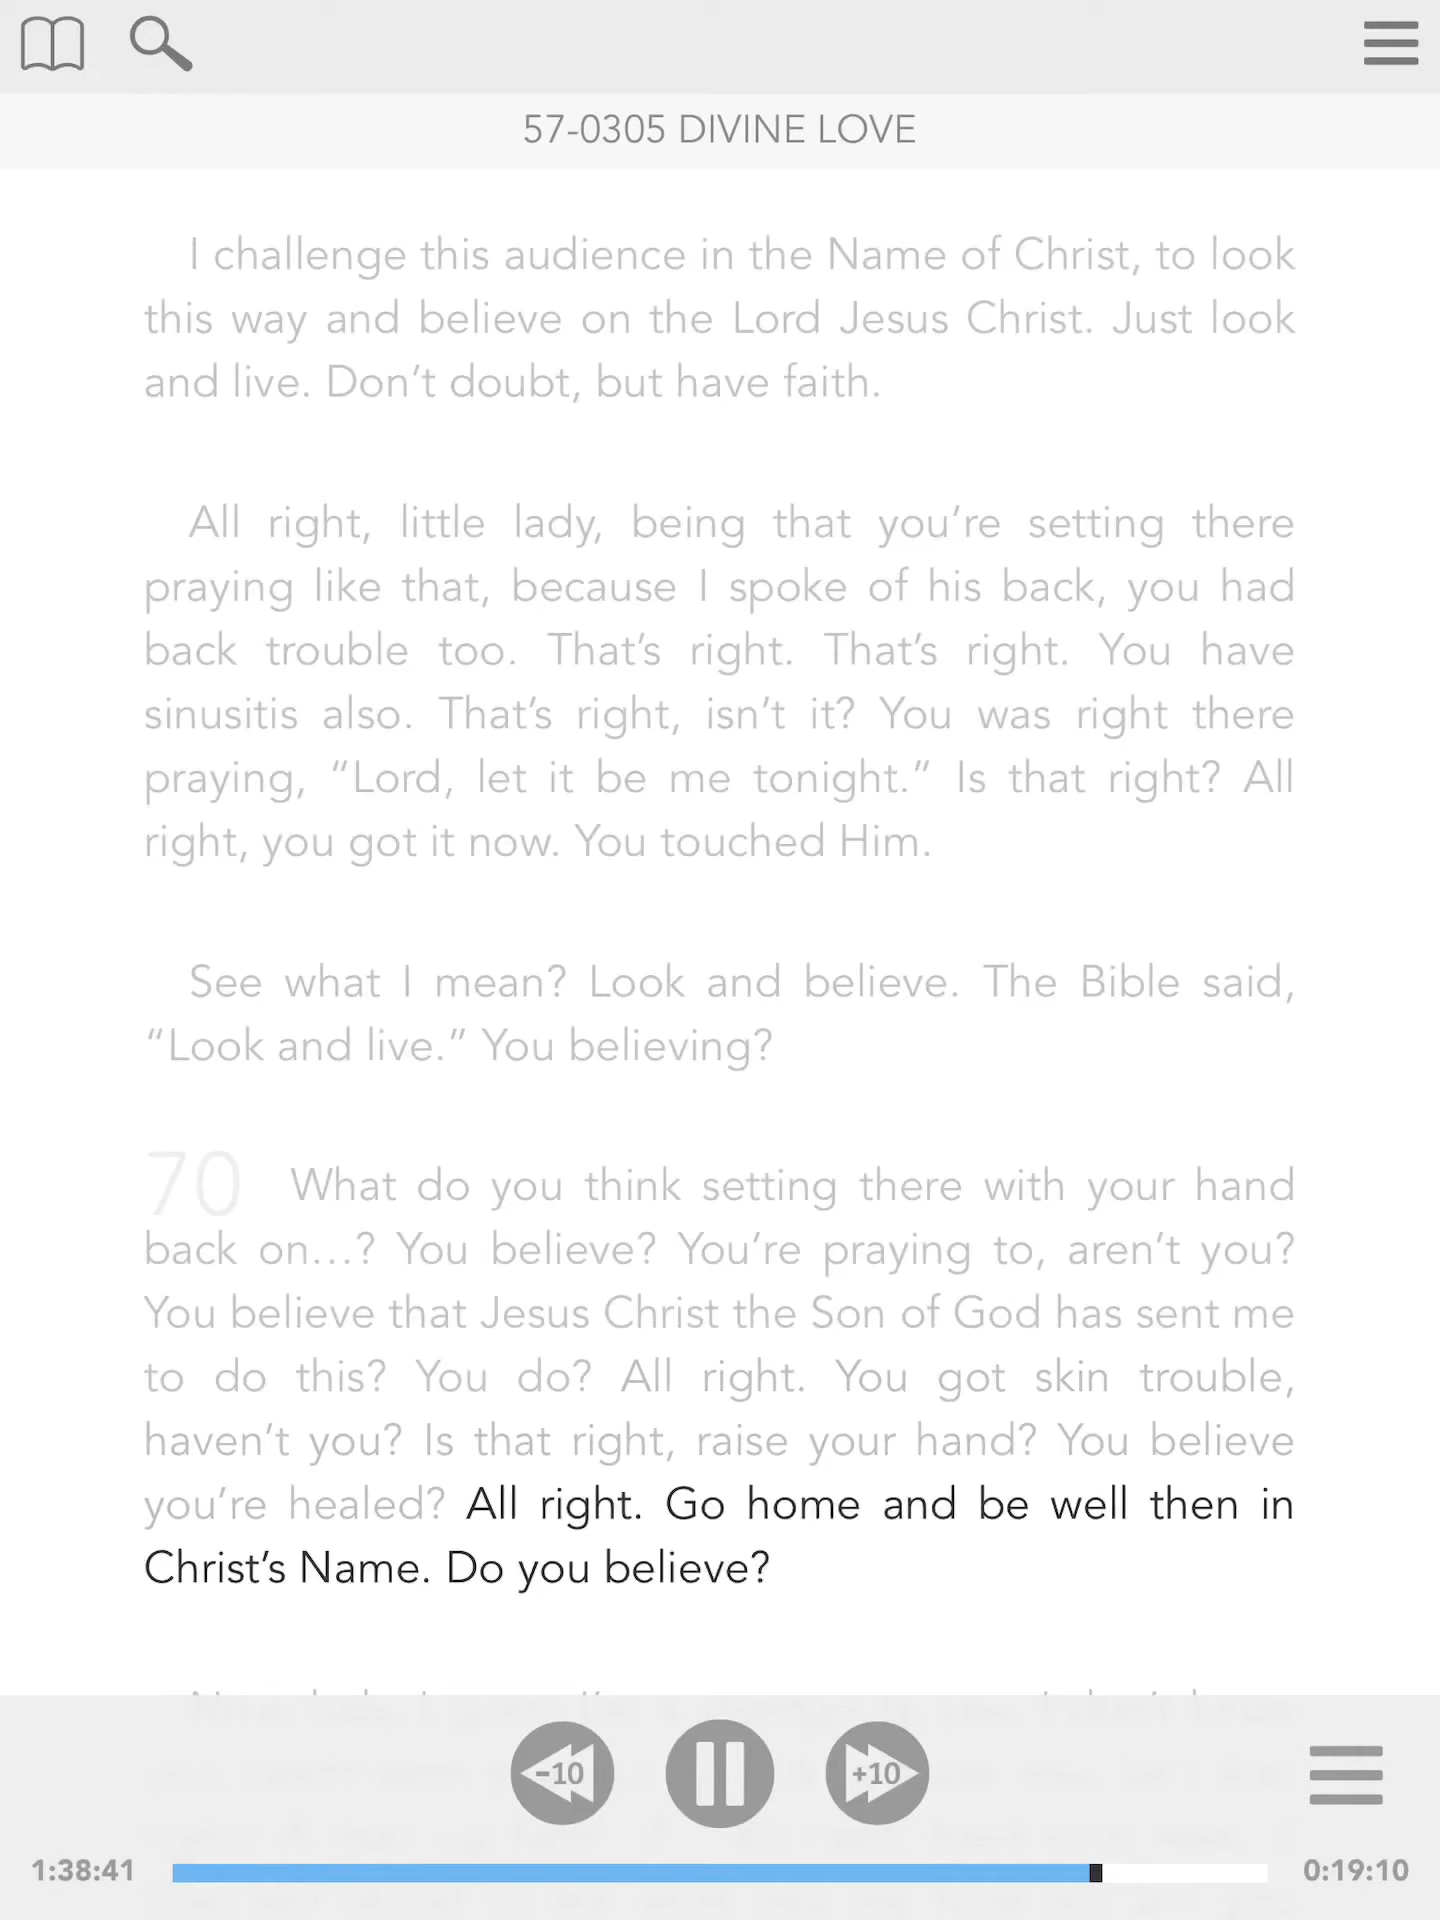 57-0305 DIVINE LOVE
I challenge this audience in the Name of Christ, to look
this way and believe on the Lord Jesus Christ. Just look
and live. Don’t doubt, but have faith.
All right, little lady, being that you’re setting there
praying like that, because I spoke of his back, you had
back trouble too. That’s right. That’s right. You have
sinusitis also. That’s right, isn’t it? You was right there
praying, “Lord, let it be me tonight.” Is that right? All
right, you got it now. You touched Him.
See what I mean? Look and believe. The Bible said,
“Look and live.” You believing?
70 What do you think setting there with your hand
back on...? You believe? You’re praying to, aren’t you?
You believe that Jesus Christ the Son of God has sent me
to do this? You do? All right. You got skin trouble,
haven’t you? Is that right, raise your hand? You believe
you’re healed? All right. Go home and be well then in
Christ’s Name. Do you believe?
-10 +10
1:38:41 0:19:10